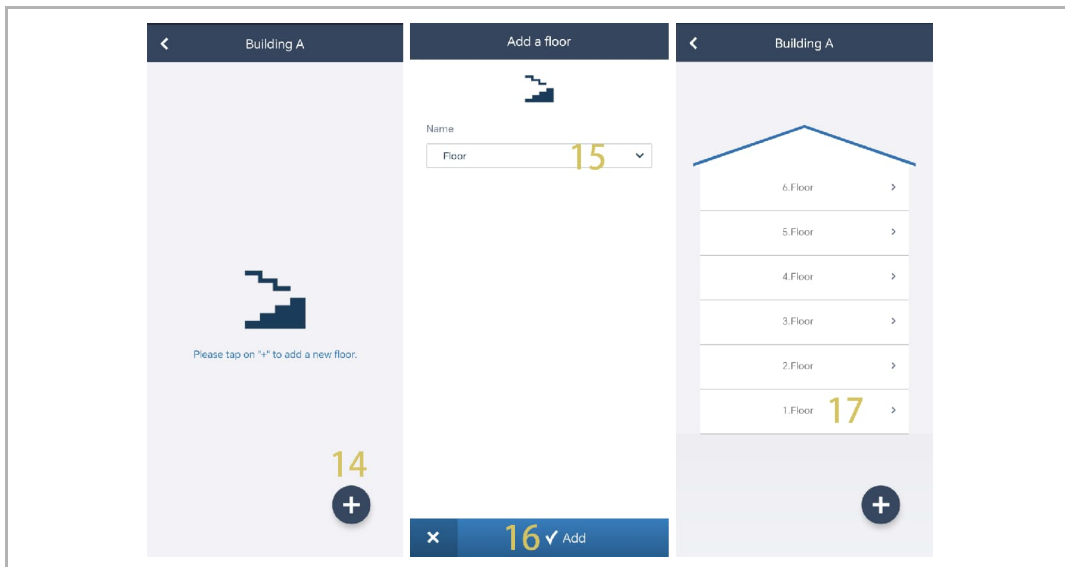 Building A
Please tap on "+" to add a new floor.
14
Add a floor
Name
Floor
15
16 Add
Building A
6.Floor
5.Floor
4.Floor
3.Floor
2.Floor
1.Floor 17